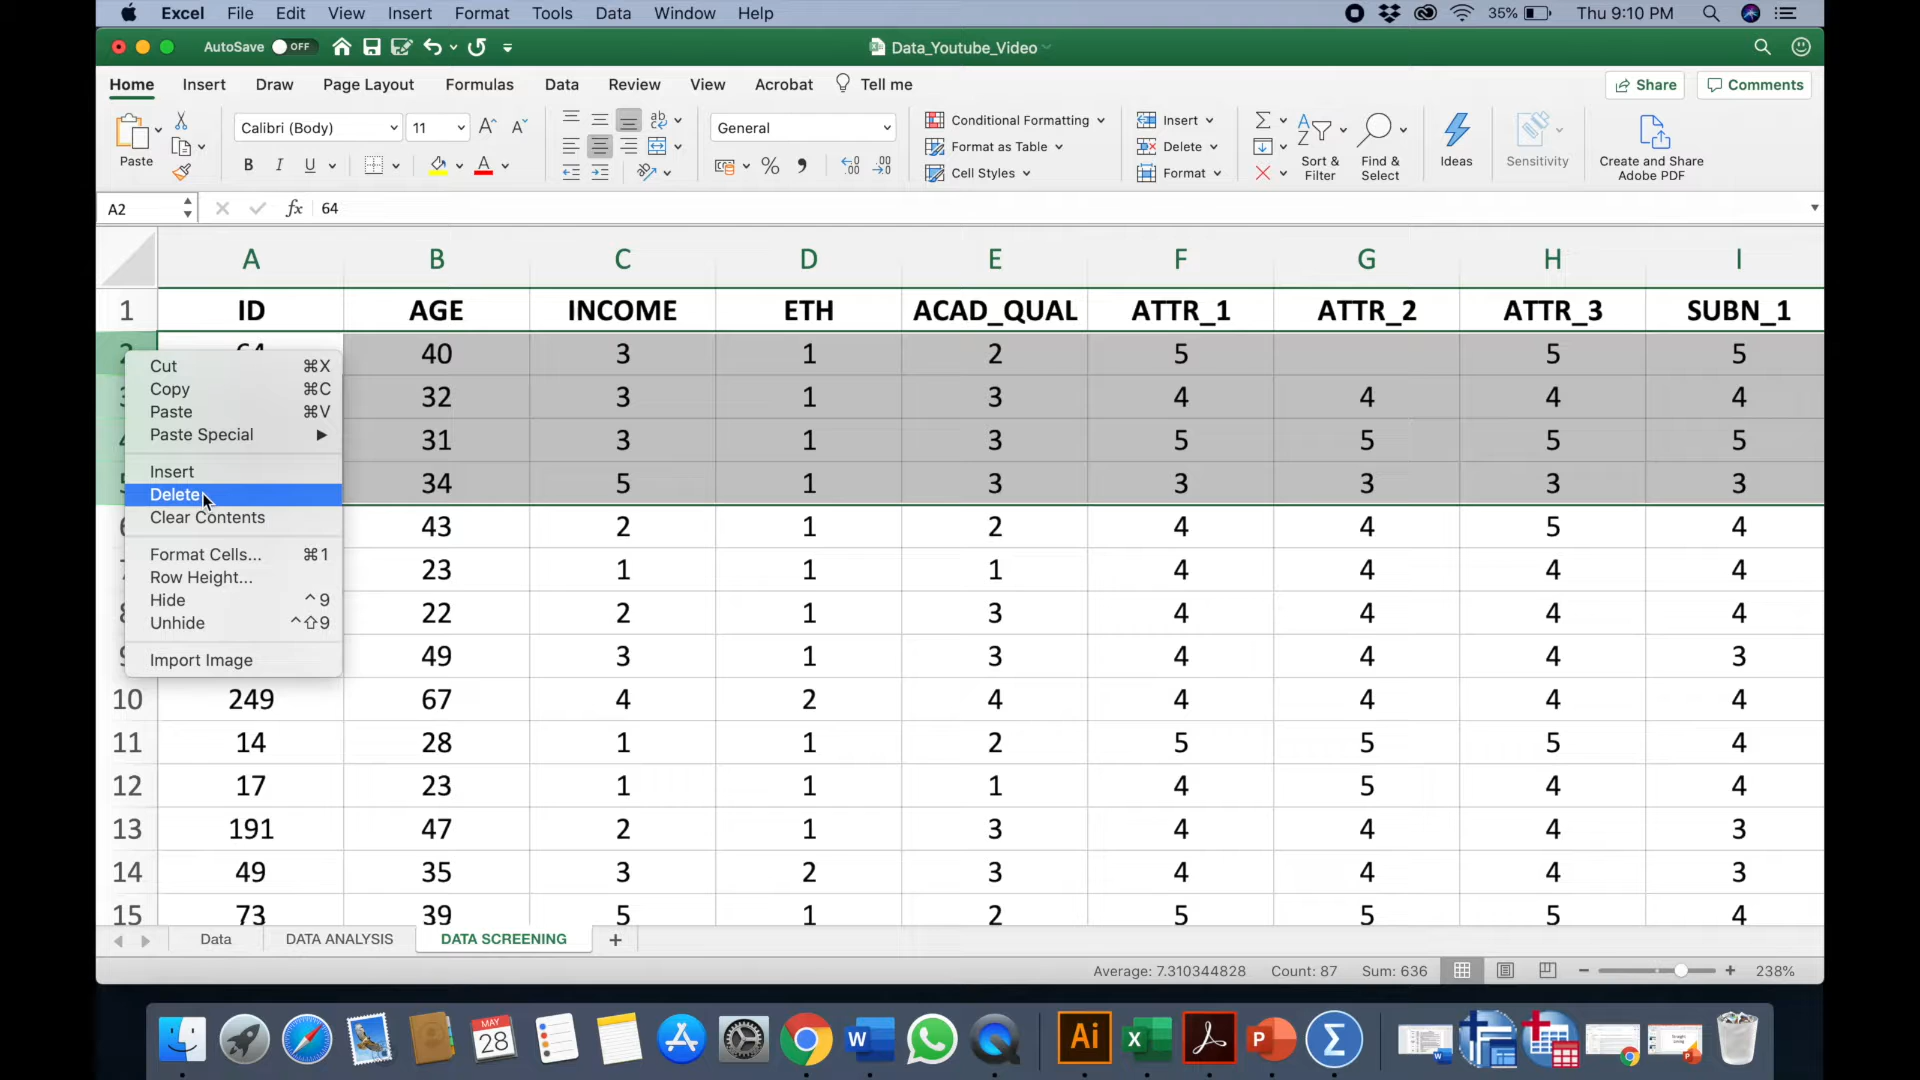 Excel File Edit View Insert Format Tools Data Window Help 35% Thu 9:10 PM
AutoSave OFF Data_Youtube_Video
Home Insert Draw Page Layout Formulas Data Review View Acrobat Tell me Share Comments
Calibri (Body) 11 General Conditional Formatting Insert
Format as Table Delete
Paste B I U A % Cell Styles Format Sort & Filter Find & Select Ideas Sensitivity Create and Share Adobe PDF
A2 fx 64
A B C D E F G H I
1 ID AGE INCOME ETH ACAD_QUAL ATTR_1 ATTR_2 ATTR_3 SUBN_1
40 3 1 2 5 5 5
32 3 1 3 4 4 4 4
31 3 1 3 5 5 5 5
34 5 1 3 3 3 3 3
43 2 1 2 4 4 5 4
23 1 1 1 4 4 4 4
22 2 1 3 4 4 4 4
49 3 1 3 4 4 4 3
10 249 67 4 2 4 4 4 4 4
11 14 28 1 1 2 5 5 5 4
12 17 23 1 1 1 4 5 4 4
13 191 47 2 1 3 4 4 4 3
14 49 35 3 2 3 4 4 4 3
15 73 39 5 1 2 5 5 5 4
Cut ⌘X
Copy ⌘C
Paste ⌘V
Paste Special ▶
Insert
Delete
Clear Contents
Format Cells... ⌘1
Row Height...
Hide ^9
Unhide ^⇧9
Import Image
Data DATA ANALYSIS DATA SCREENING +
Average: 7.310344828 Count: 87 Sum: 636 238%
MAY
28
Ai
W X P Σ